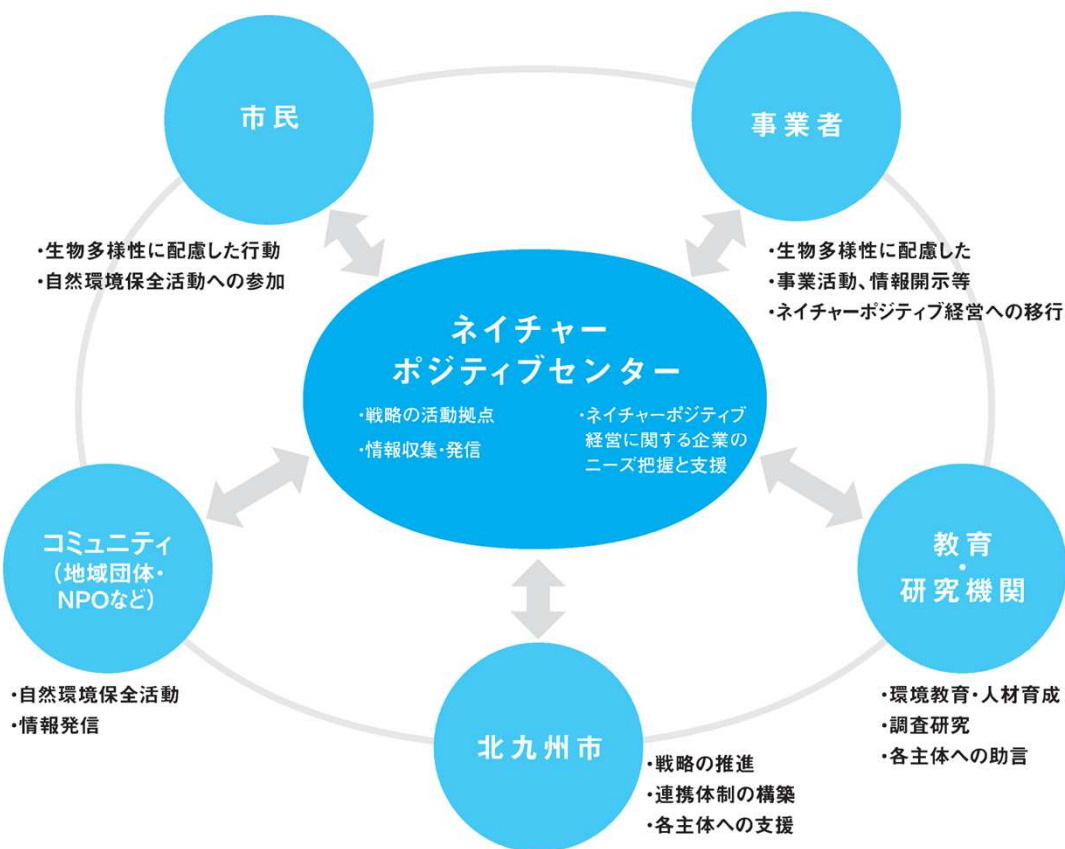 市民
・生物多様性に配慮した行動
・自然環境保全活動への参加
事業者
・生物多様性に配慮した
・事業活動、情報開示等
・ネイチャーポジティブ経営への移行
ネイチャー
ポジティブセンター
・戦略の活動拠点
・情報収集・発信
・ネイチャーポジティブ
経営に関する企業の
ニーズ把握と支援
コミュニティ
(地域団体・
NPOなど)
・自然環境保全活動
・情報発信
教育
・
研究機関
・環境教育・人材育成
・調査研究
・各主体への助言
北九州市
・戦略の推進
・連携体制の構築
・各主体への支援